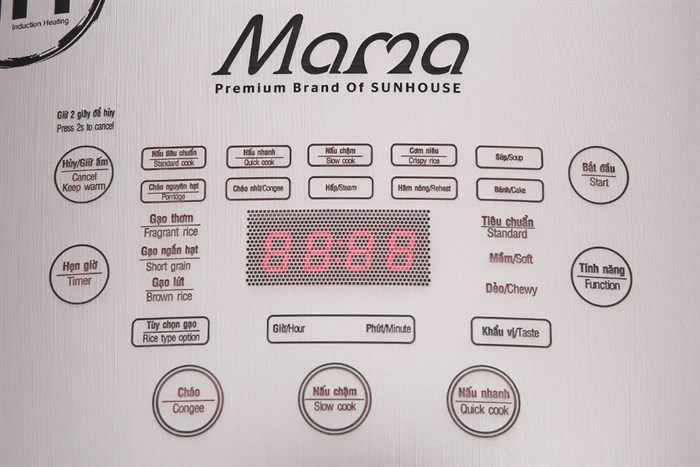 Induction Heating
Mama
Premium Brand Of SUNHOUSE
Giữ 2 giây để hủy
Press 2s to cancel
Hủy/Giữ ấm
Cancel
Keep warm
Nấu tiêu chuẩn
Standard cook
Nấu nhanh
Quick cook
Nấu chậm
Slow cook
Cơm niêu
Crispy rice
Súp/Soup
Cháo nguyên hạt
Porridge
Cháo nhừ/Congee
Hấp/Steam
Hâm nóng/Reheat
Bánh/Cake
Bắt đầu
Start
Gạo thơm
Fragrant rice
Gạo ngắn hạt
Short grain
Gạo lứt
Brown rice
88:88
Tiêu chuẩn
Standard
Mềm/Soft
Dẻo/Chewy
Hẹn giờ
Timer
Tính năng
Function
Tùy chọn gạo
Rice type option
Giờ/Hour
Phút/Minute
Khẩu vị/Taste
Cháo
Congee
Nấu chậm
Slow cook
Nấu nhanh
Quick cook